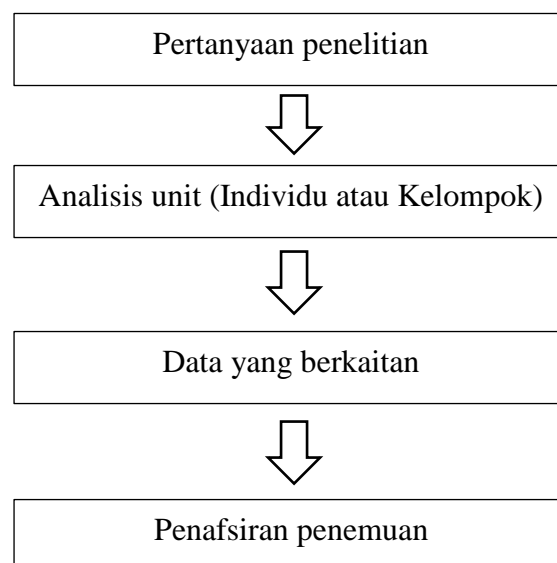 Pertanyaan penelitian
Analisis unit (Individu atau Kelompok)
Data yang berkaitan
Penafsiran penemuan